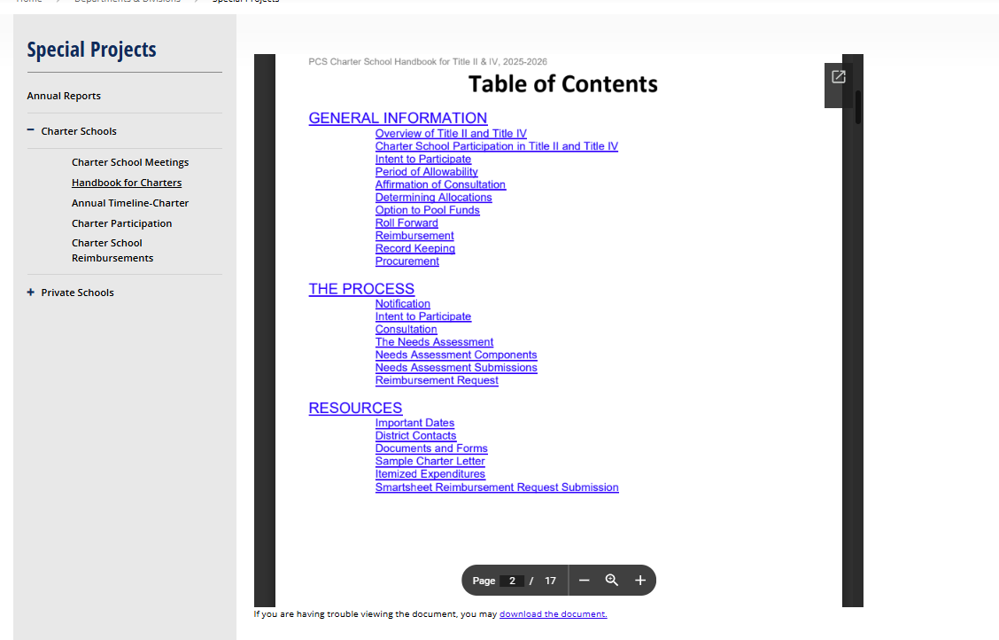 Home > Departments & Divisions > Special Projects
Special Projects
Annual Reports
− Charter Schools
Charter School Meetings
Handbook for Charters
Annual Timeline-Charter
Charter Participation
Charter School
Reimbursements
+ Private Schools
PCS Charter School Handbook for Title II & IV, 2025-2026
Table of Contents
GENERAL INFORMATION
Overview of Title II and Title IV
Charter School Participation in Title II and Title IV
Intent to Participate
Period of Allowability
Affirmation of Consultation
Determining Allocations
Option to Pool Funds
Roll Forward
Reimbursement
Record Keeping
Procurement
THE PROCESS
Notification
Intent to Participate
Consultation
The Needs Assessment
Needs Assessment Components
Needs Assessment Submissions
Reimbursement Request
RESOURCES
Important Dates
District Contacts
Documents and Forms
Sample Charter Letter
Itemized Expenditures
Smartsheet Reimbursement Request Submission
Page 2 / 17
If you are having trouble viewing the document, you may download the document.